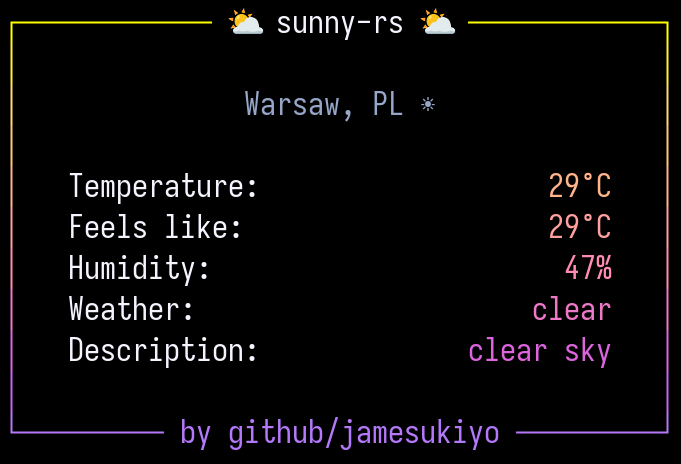 ⛅ sunny-rs ⛅
Warsaw, PL ☀
Temperature: 29°C
Feels like: 29°C
Humidity: 47%
Weather: clear
Description: clear sky
by github/jamesukiyo